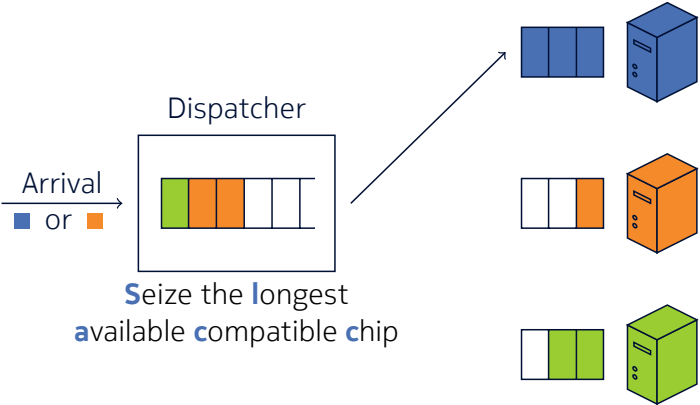 Dispatcher
Arrival
or
Seize the longest
available compatible chip